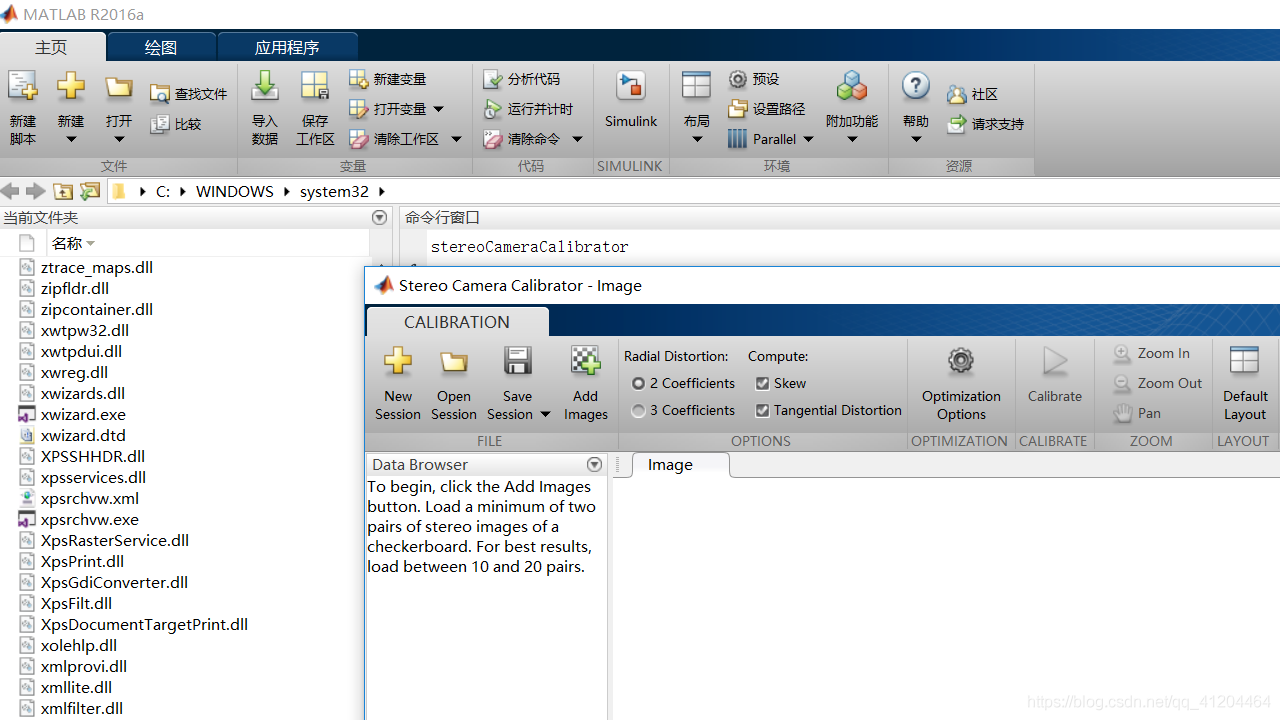 MATLAB R2016a
主页 绘图 应用程序
新建脚本 新建 打开 查找文件 比较 导入数据 保存工作区 新建变量 打开变量 清除工作区 分析代码 运行并计时 清除命令 Simulink 布局 预设 设置路径 Parallel 附加功能 帮助 社区 请求支持
文件 变量 代码 SIMULINK 环境 资源
C: WINDOWS system32
当前文件夹 命令行窗口
名称
stereoCameraCalibrator
ztrace_maps.dll
zipfldr.dll
zipcontainer.dll
xwtpw32.dll
xwtpdui.dll
xwreg.dll
xwizards.dll
xwizard.exe
xwizard.dtd
XPSSHHDR.dll
xpsservices.dll
xpsrchvw.xml
xpsrchvw.exe
XpsRasterService.dll
XpsPrint.dll
XpsGdiConverter.dll
XpsFilt.dll
XpsDocumentTargetPrint.dll
xolehlp.dll
xmlprovi.dll
xmllite.dll
xmlfilter.dll
Stereo Camera Calibrator - Image
CALIBRATION
New Session Open Session Save Session Add Images
Radial Distortion: Compute:
2 Coefficients Skew
3 Coefficients Tangential Distortion
Optimization Options Calibrate
Zoom In
Zoom Out
Pan
Default Layout
FILE OPTIONS OPTIMIZATION CALIBRATE ZOOM LAYOUT
Data Browser Image
To begin, click the Add Images
button. Load a minimum of two
pairs of stereo images of a
checkerboard. For best results,
load between 10 and 20 pairs.
https://blog.csdn.net/qq_41204464